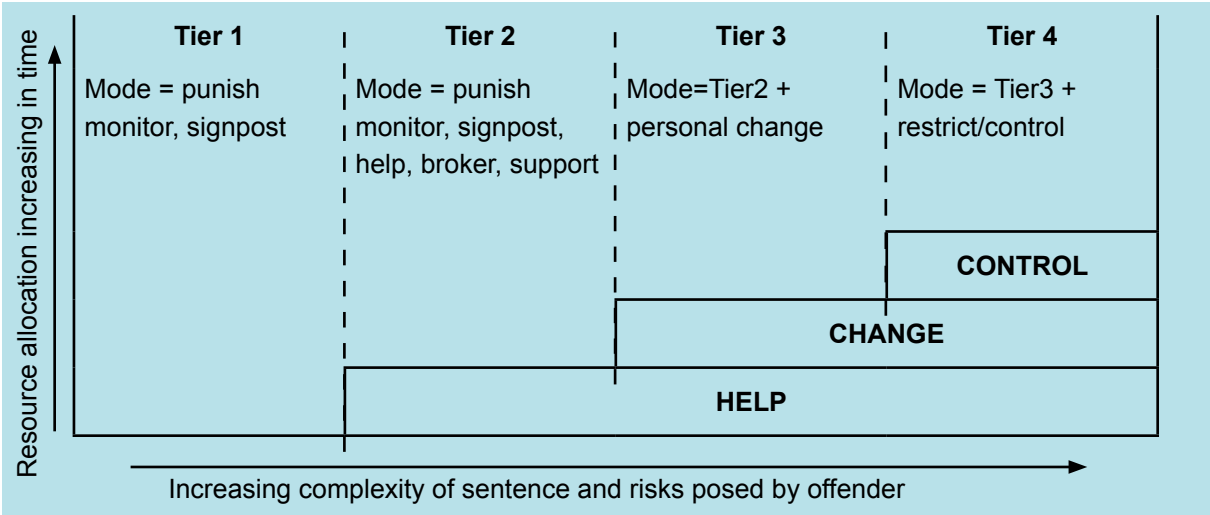 Resource allocation increasing in time
Tier 1
Mode = punish
monitor, signpost
Tier 2
Mode = punish
monitor, signpost,
help, broker, support
Tier 3
Mode=Tier2 +
personal change
Tier 4
Mode = Tier3 +
restrict/control
CONTROL
CHANGE
HELP
Increasing complexity of sentence and risks posed by offender